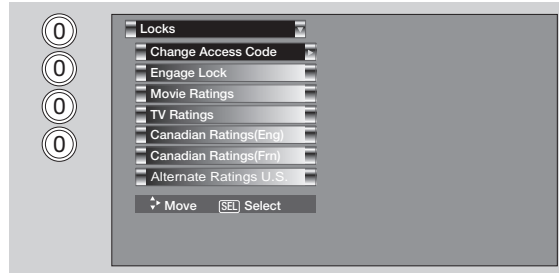 0
0
0
0
Locks
Change Access Code
Engage Lock
Movie Ratings
TV Ratings
Canadian Ratings(Eng)
Canadian Ratings(Frn)
Alternate Ratings U.S.
Move SEL Select